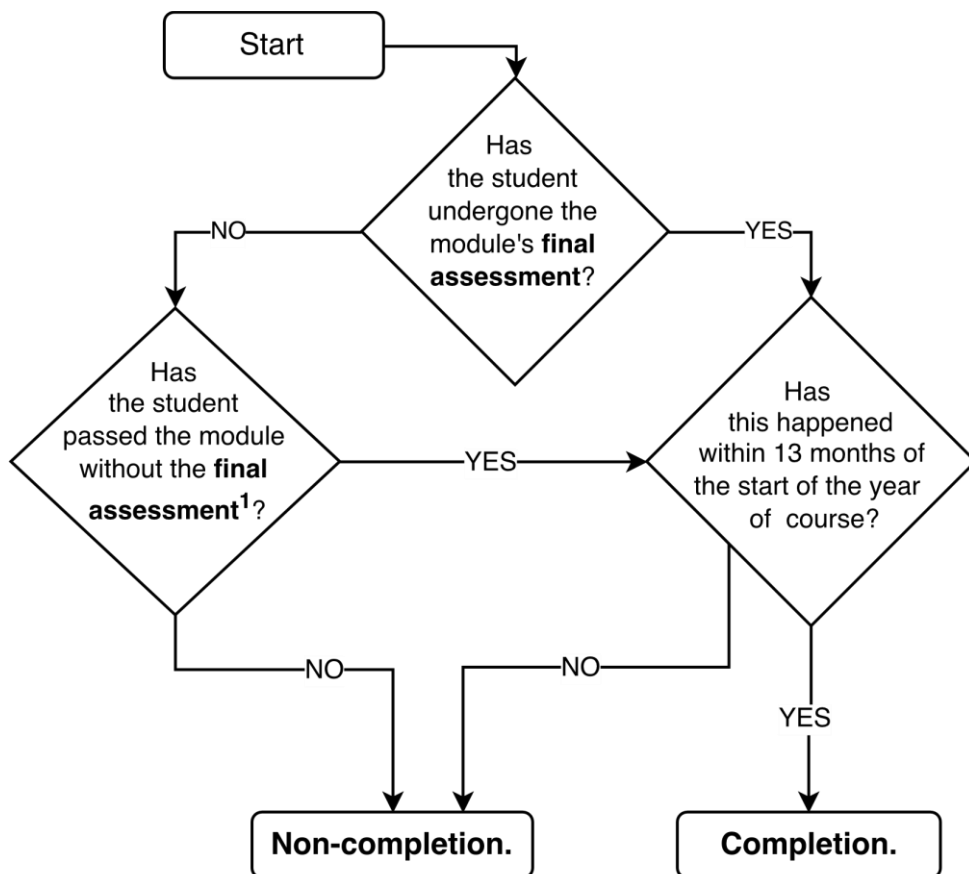 Start
Has
the student
undergone the
module's final
assessment?
NO
YES
Has
the student
passed the module
without the final
assessment¹?
YES
Has
this happened
within 13 months of
the start of the year
of course?
NO
NO
YES
Non-completion.
Completion.